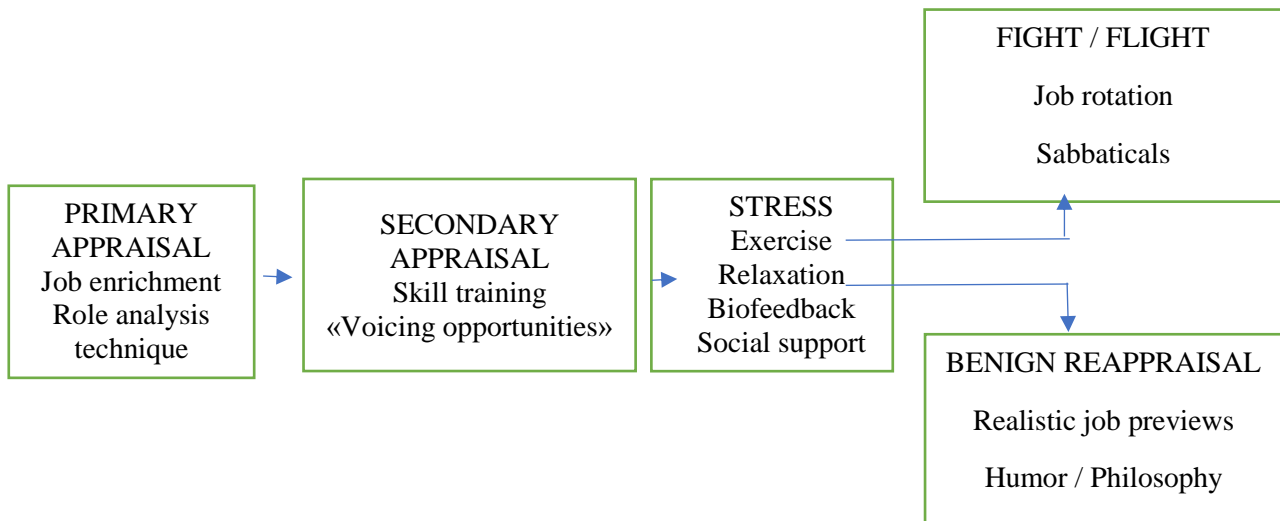 PRIMARY
APPRAISAL
Job enrichment
Role analysis
technique
SECONDARY
APPRAISAL
Skill training
«Voicing opportunities»
STRESS
Exercise
Relaxation
Biofeedback
Social support
FIGHT / FLIGHT
Job rotation
Sabbaticals
BENIGN REAPPRAISAL
Realistic job previews
Humor / Philosophy